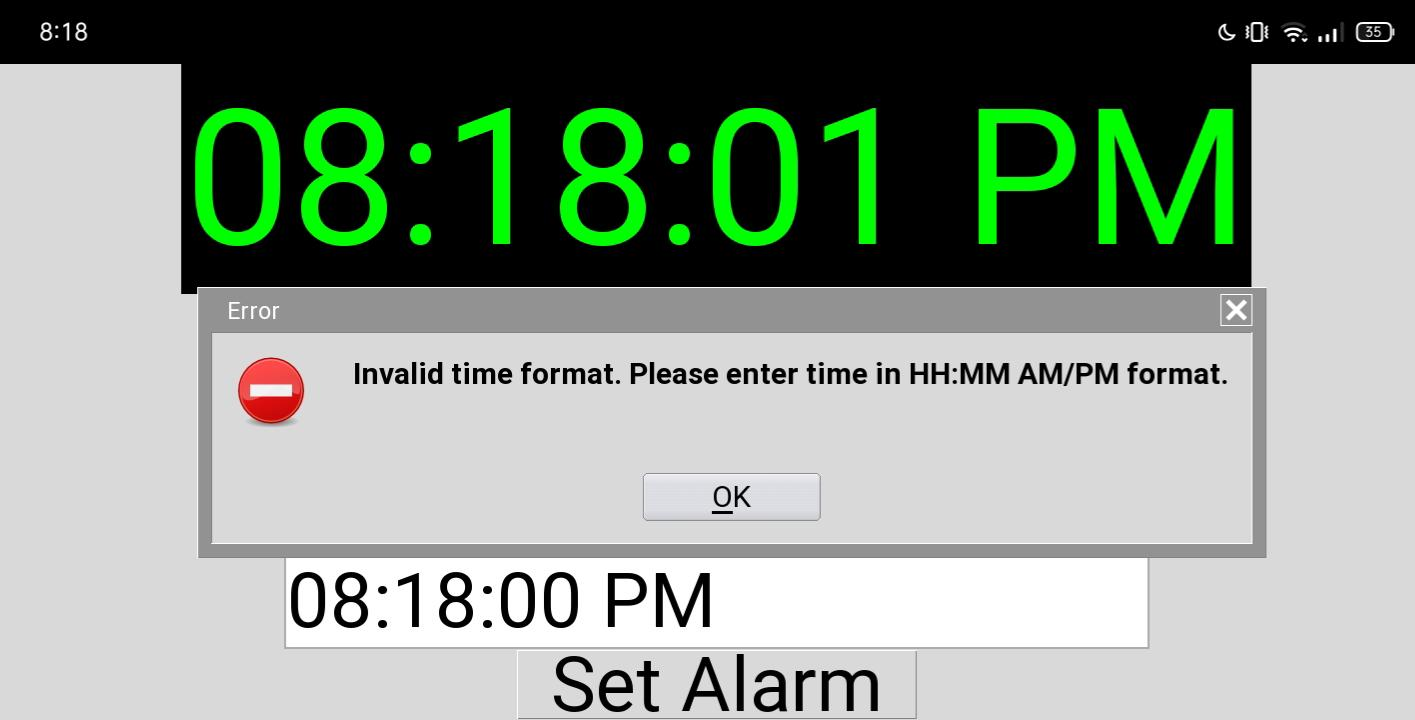 8:18
35
08:18:01 PM
Error
Invalid time format. Please enter time in HH:MM AM/PM format.
OK
08:18:00 PM
Set Alarm